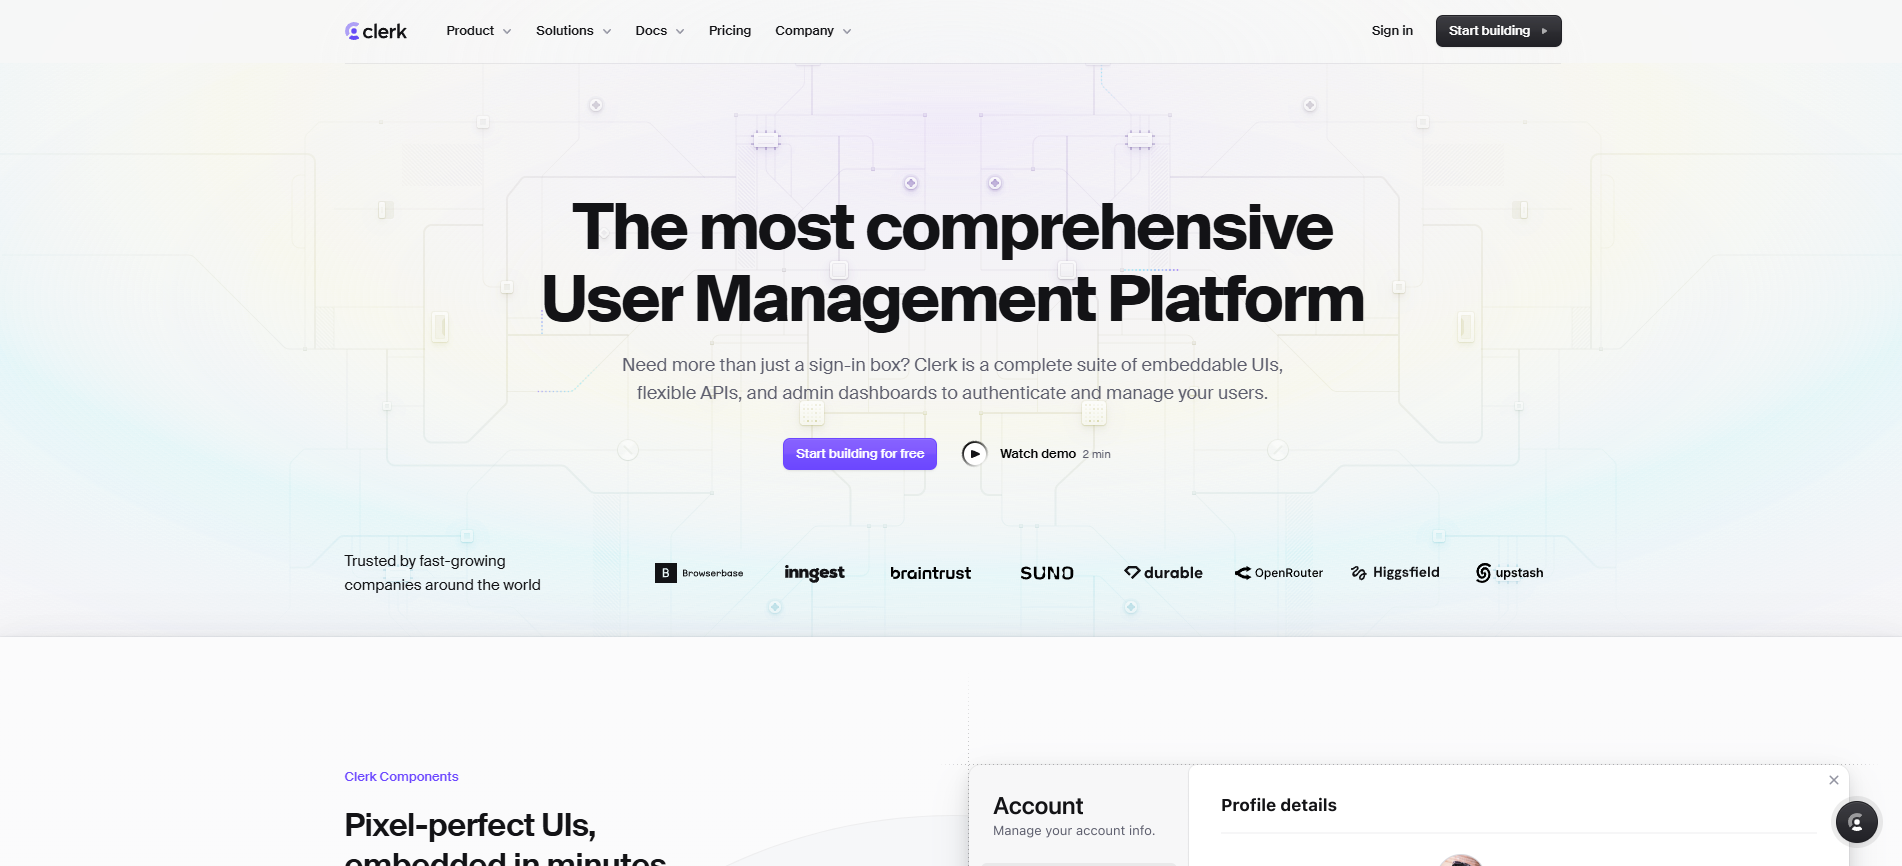 clerk
Product
Solutions
Docs
Pricing
Company
Sign in
Start building
The most comprehensive
User Management Platform
Need more than just a sign-in box? Clerk is a complete suite of embeddable UIs,
flexible APIs, and admin dashboards to authenticate and manage your users.
Start building for free
Watch demo 2 min
Trusted by fast-growing
companies around the world
B Browserbase
inngest
braintrust
SUNO
durable
OpenRouter
Higgsfield
upstash
Clerk Components
Pixel-perfect UIs,
embedded in minutes
Account
Manage your account info.
Profile details